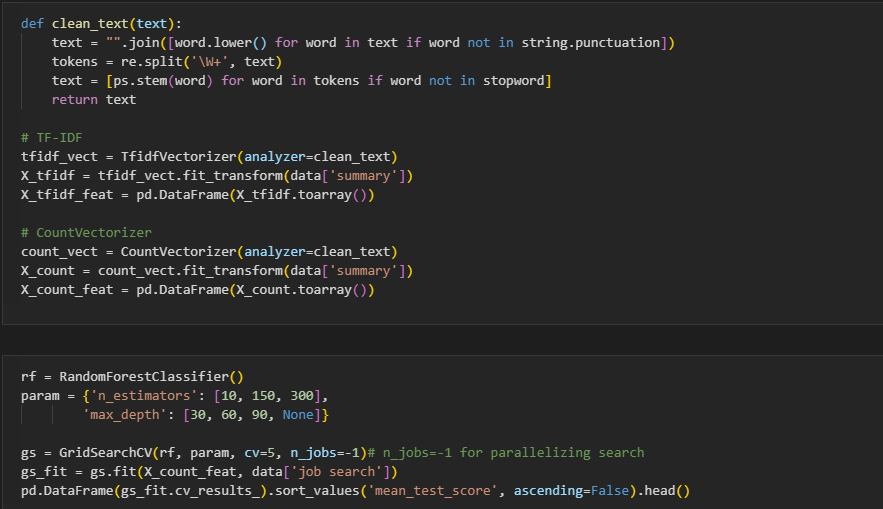 def clean_text(text):
    text = "".join([word.lower() for word in text if word not in string.punctuation])
    tokens = re.split('\W+', text)
    text = [ps.stem(word) for word in tokens if word not in stopword]
    return text
# TF-IDF
tfidf_vect = TfidfVectorizer(analyzer=clean_text)
X_tfidf = tfidf_vect.fit_transform(data['summary'])
X_tfidf_feat = pd.DataFrame(X_tfidf.toarray())
# CountVectorizer
count_vect = CountVectorizer(analyzer=clean_text)
X_count = count_vect.fit_transform(data['summary'])
X_count_feat = pd.DataFrame(X_count.toarray())
rf = RandomForestClassifier()
param = {'n_estimators': [10, 150, 300],
        'max_depth': [30, 60, 90, None]}
gs = GridSearchCV(rf, param, cv=5, n_jobs=-1)# n_jobs=-1 for parallelizing search
gs_fit = gs.fit(X_count_feat, data['job search'])
pd.DataFrame(gs_fit.cv_results_).sort_values('mean_test_score', ascending=False).head()